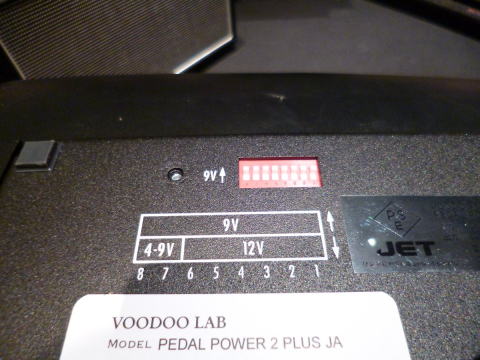 9V ↑
9V ↑
4-9V 12V ↓
8 7 6 5 4 3 2 1
PS
E
JET
VOODOO LAB
MODEL PEDAL POWER 2 PLUS JA